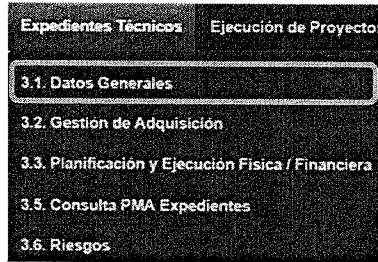 Expedientes Técnicos Ejecución de Proyecto
3.1. Datos Generales
3.2. Gestión de Adquisición
3.3. Planificación y Ejecución Física / Financiera
3.5. Consulta PMA Expedientes
3.6. Riesgos